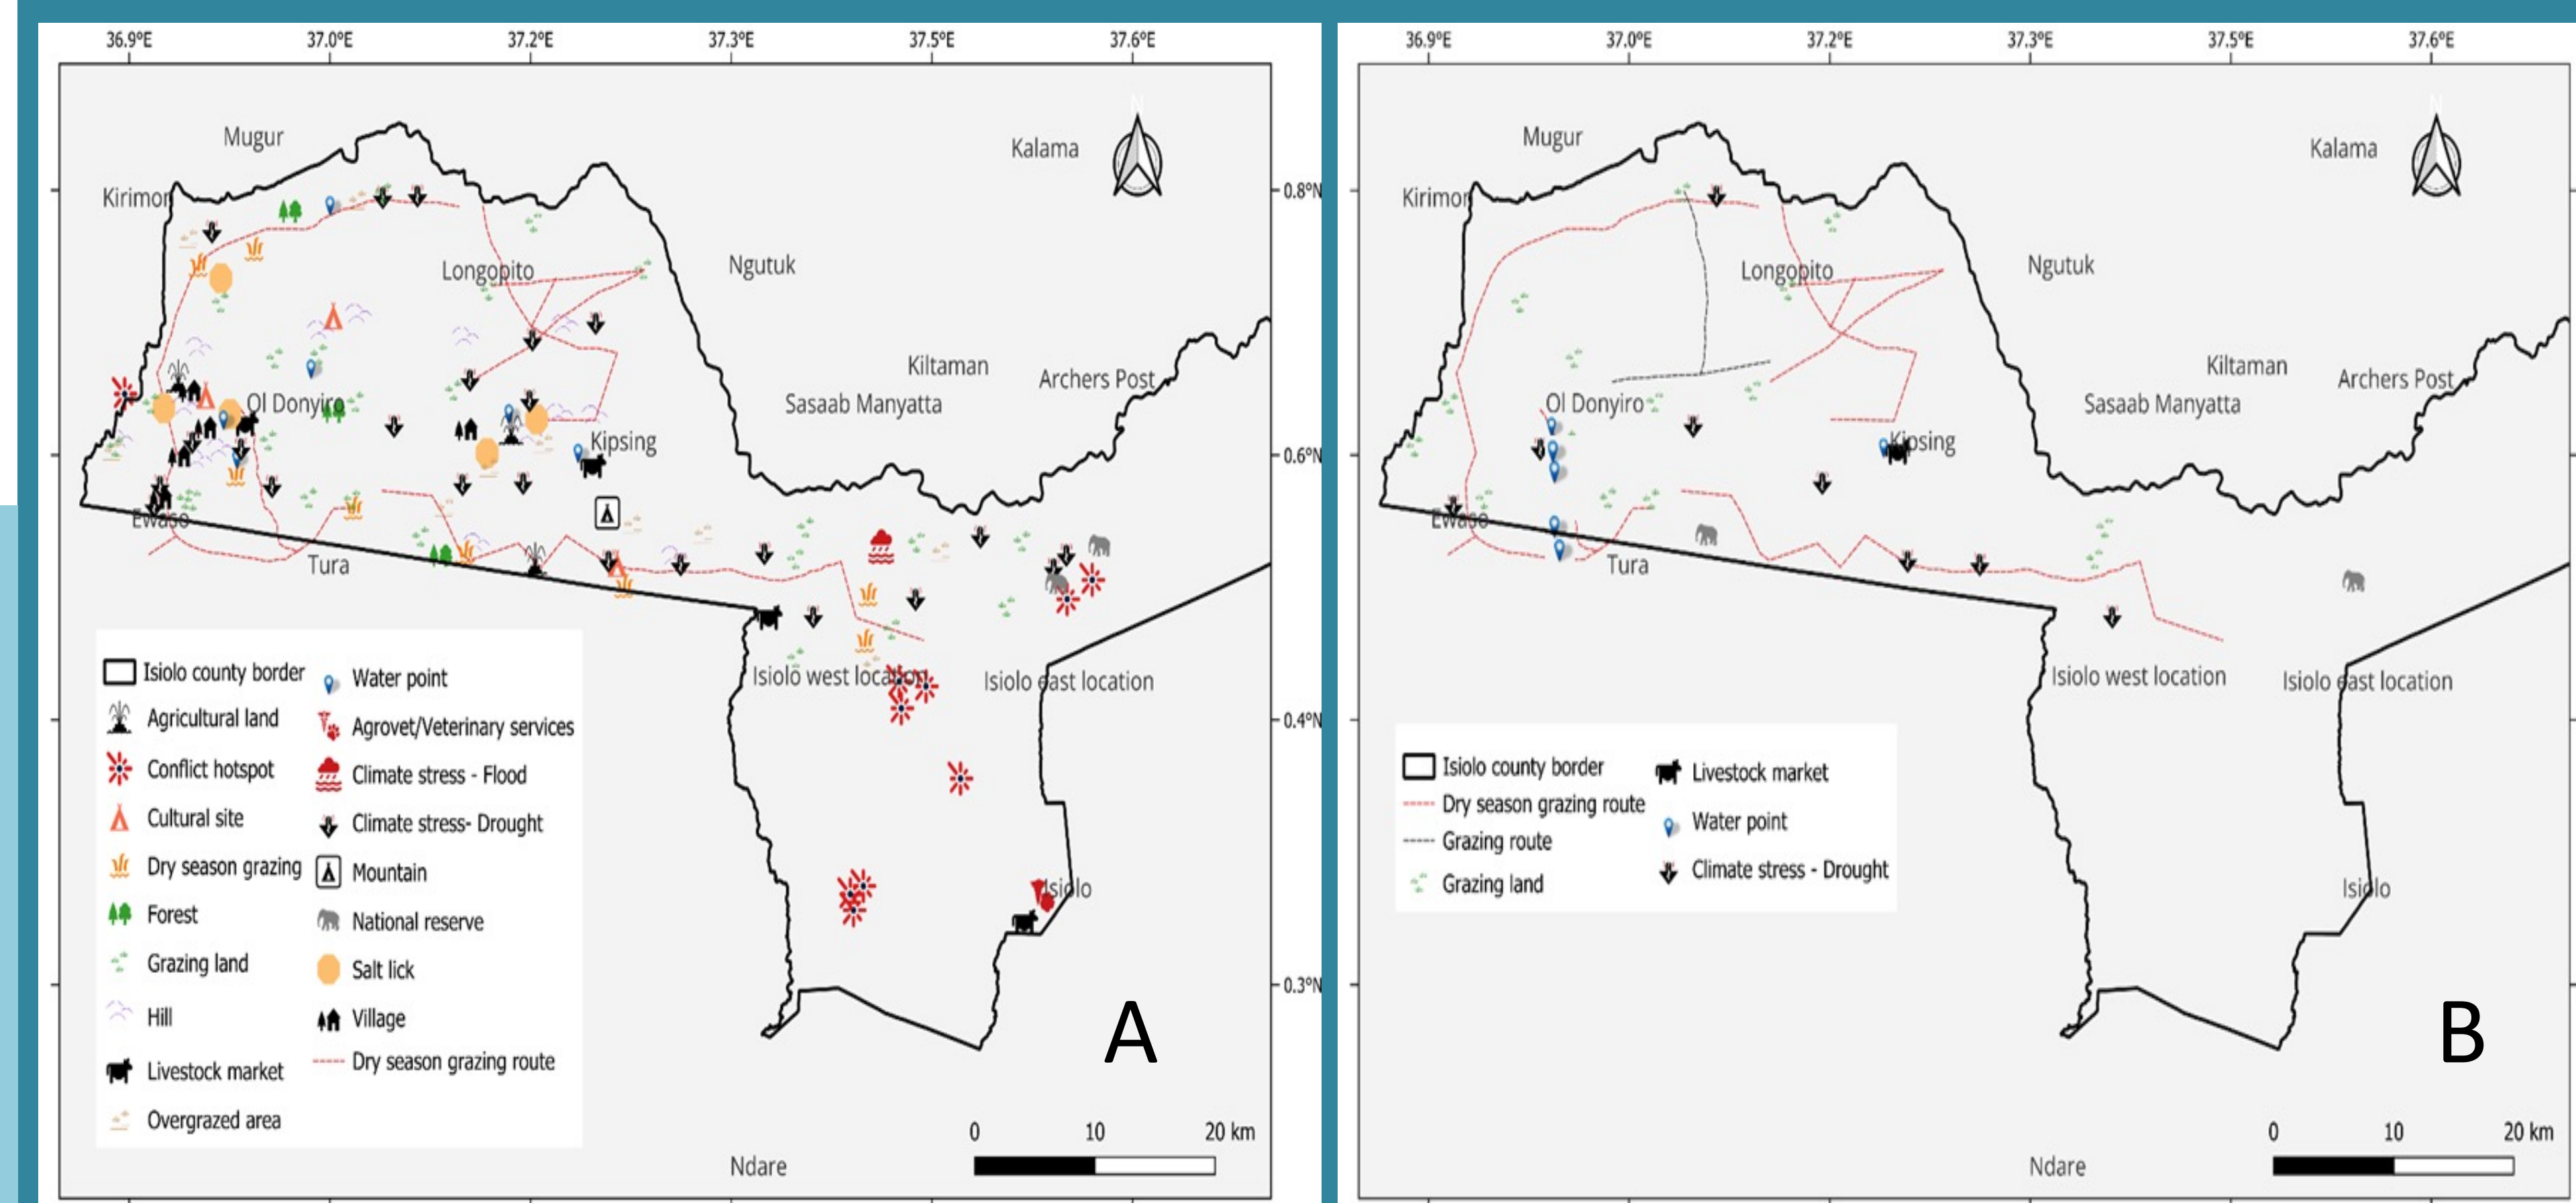 36.9°E 37.0°E 37.2°E 37.3°E 37.5°E 37.6°E
N
Mugur
Kalama
Kirimon
0.8°N
Longopito
Ngutuk
Kiltaman
Archers Post
Ol Donyiro
Sasaab Manyatta
Kipsing
0.6°N
Ewaso
Tura
Isiolo west location
Isiolo east location
0.4°N
Isiolo county border
Agricultural land
Conflict hotspot
Cultural site
Dry season grazing
Forest
Grazing land
Hill
Livestock market
Overgrazed area
Water point
Agrovet/Veterinary services
Climate stress - Flood
Climate stress- Drought
Mountain
National reserve
Salt lick
Village
Dry season grazing route
Isiolo
0.3°N
A
0 10 20 km
Ndare
36.9°E 37.0°E 37.2°E 37.3°E 37.5°E 37.6°E
N
Mugur
Kalama
Kirimon
Longopito
Ngutuk
Kiltaman
Archers Post
Ol Donyiro
Sasaab Manyatta
Kipsing
Ewaso
Tura
Isiolo west location
Isiolo east location
Isiolo county border
Dry season grazing route
Grazing route
Grazing land
Livestock market
Water point
Climate stress - Drought
Isiolo
B
0 10 20 km
Ndare